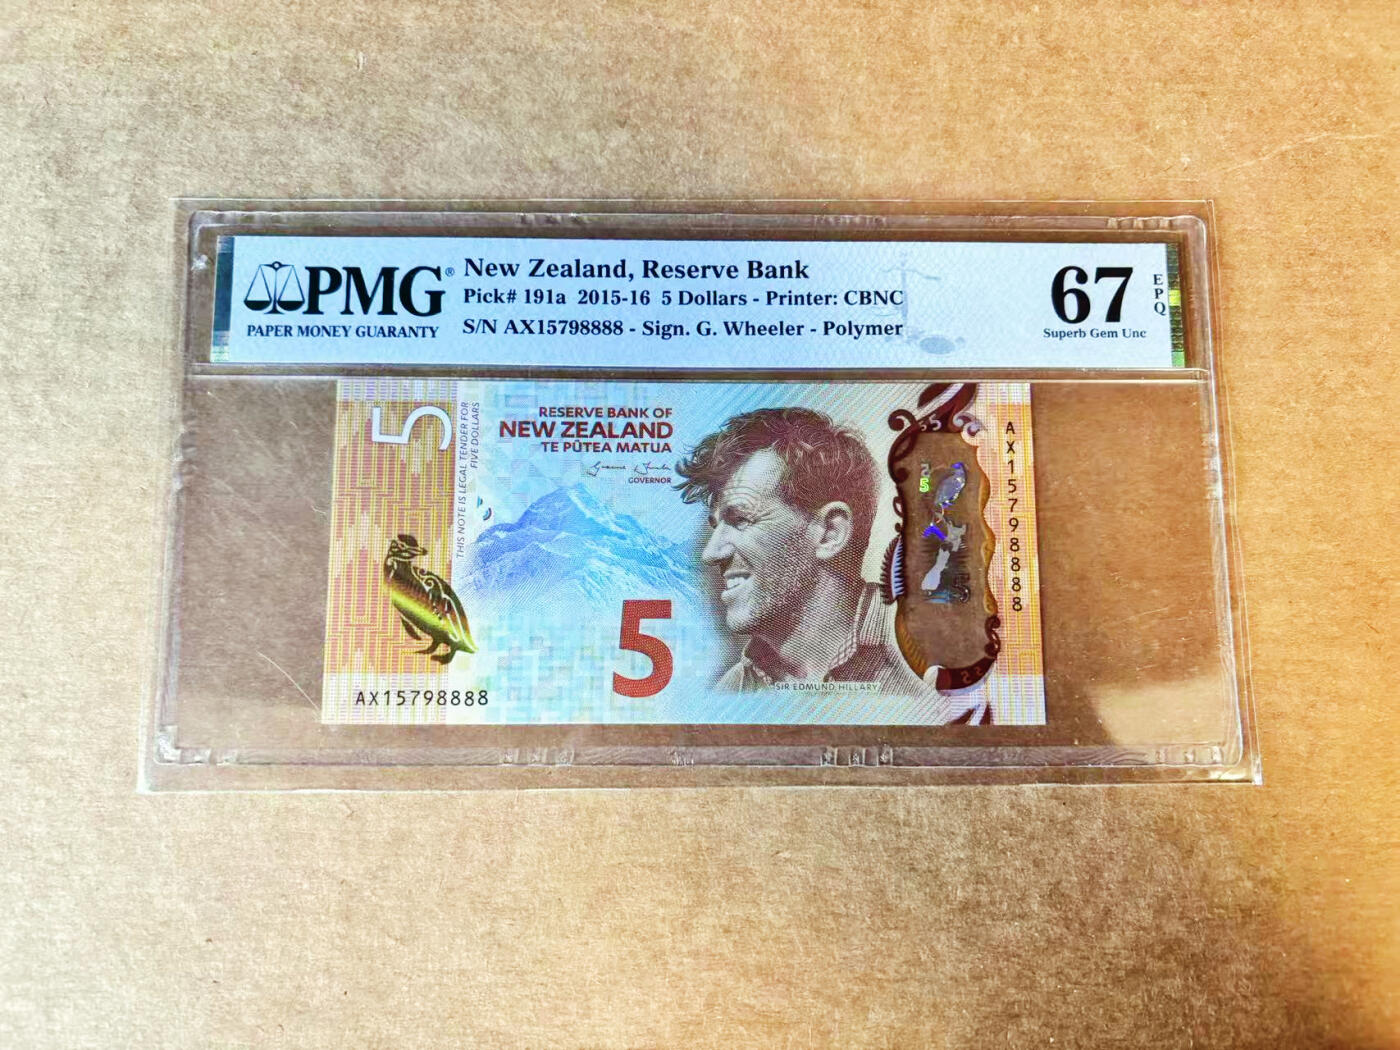 PMG®
PAPER MONEY GUARANTY
New Zealand, Reserve Bank
Pick# 191a 2015-16 5 Dollars - Printer: CBNC
S/N AX15798888 - Sign. G. Wheeler - Polymer
67
EPQ
Superb Gem Unc
5
THIS NOTE IS LEGAL TENDER FOR
FIVE DOLLARS
RESERVE BANK OF
NEW ZEALAND
TE PŪTEA MATUA
GOVERNOR
5
SIR EDMUND HILLARY
AX15798888
AX15798888
5